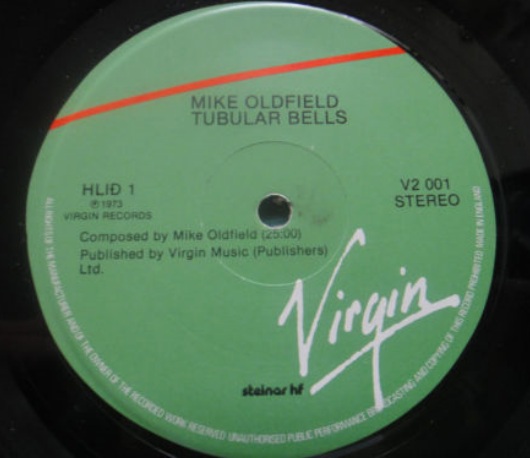 MIKE OLDFIELD
TUBULAR BELLS
HLIÐ 1
℗1973
VIRGIN RECORDS
V2 001
STEREO
Composed by Mike Oldfield (25:00)
Published by Virgin Music (Publishers)
Ltd.
Virgin
steinar hf
ALL RIGHTS OF THE MANUFACTURER AND OF THE OWNER OF THE RECORDED WORK RESERVED UNAUTHORISED PUBLIC PERFORMANCE BROADCASTING AND COPYING OF THIS RECORD PROHIBITED MADE IN ENGLAND